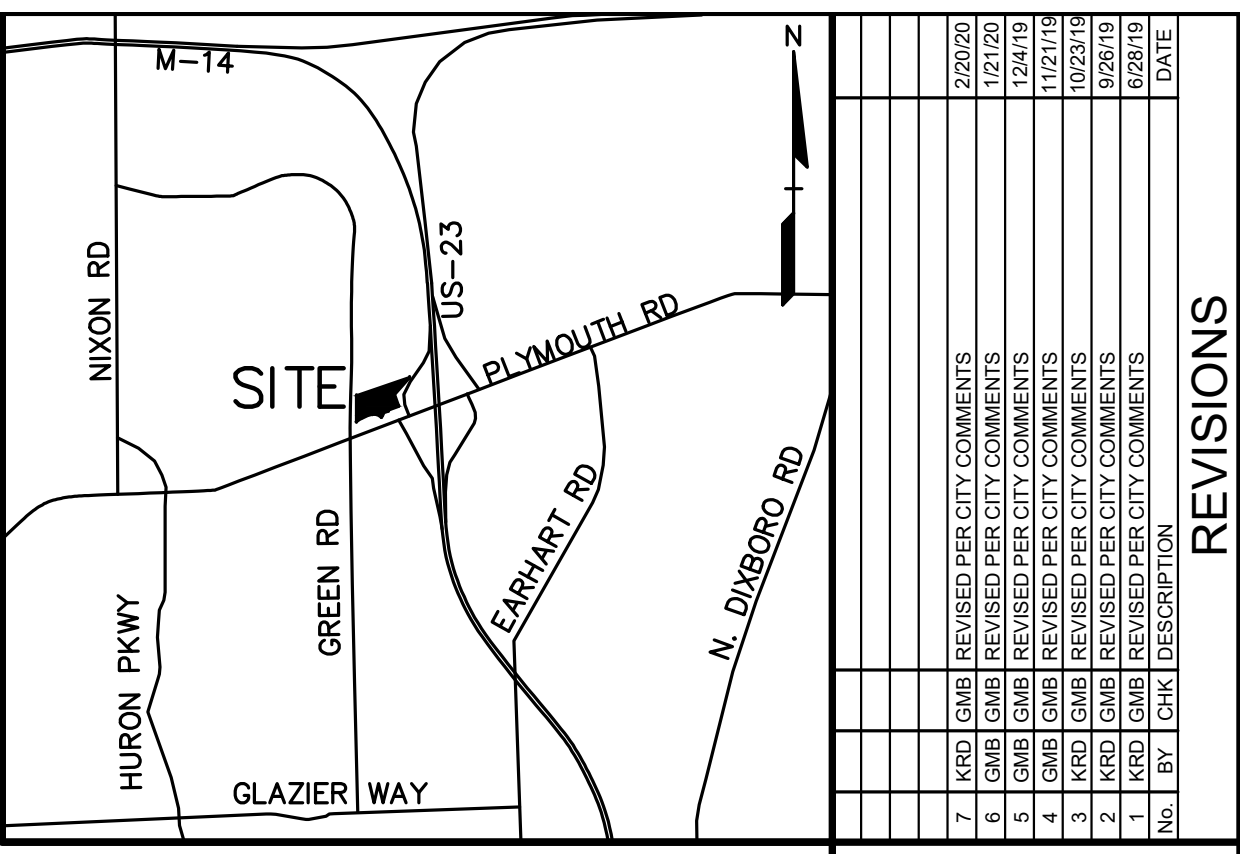 M-14
N
NIXON RD
US-23
PLYMOUTH RD
SITE
EARHART RD
N. DIXBORO RD
GREEN RD
HURON PKWY
GLAZIER WAY
7 KRD GMB REVISED PER CITY COMMENTS 2/20/20
6 GMB GMB REVISED PER CITY COMMENTS 1/21/20
5 GMB GMB REVISED PER CITY COMMENTS 12/4/19
4 GMB GMB REVISED PER CITY COMMENTS 11/21/19
3 KRD GMB REVISED PER CITY COMMENTS 10/23/19
2 KRD GMB REVISED PER CITY COMMENTS 9/26/19
1 KRD GMB REVISED PER CITY COMMENTS 6/28/19
No. BY CHK DESCRIPTION DATE
REVISIONS